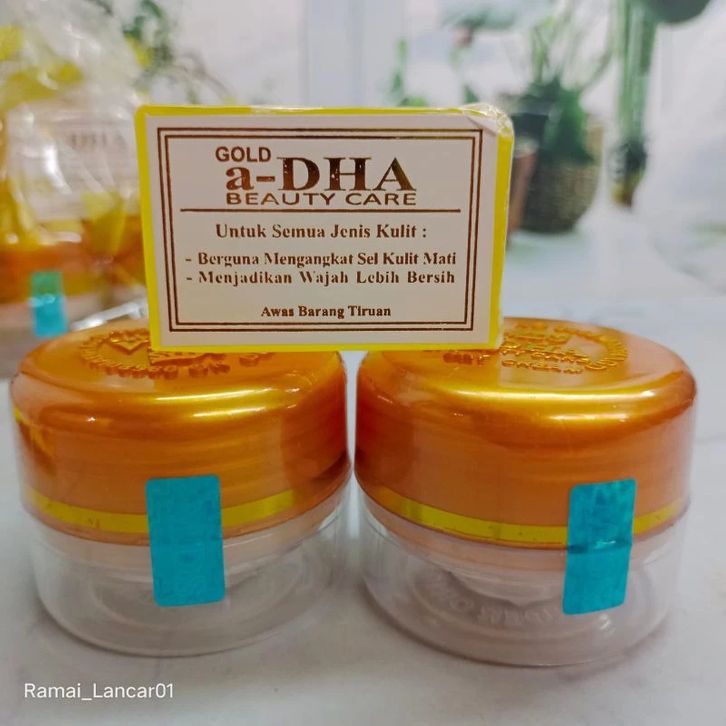 GOLD
a-DHA
BEAUTY CARE
Untuk Semua Jenis Kulit :
- Berguna Mengangkat Sel Kulit Mati
- Menjadikan Wajah Lebih Bersih
Awas Barang Tiruan
Ramai_Lancar01